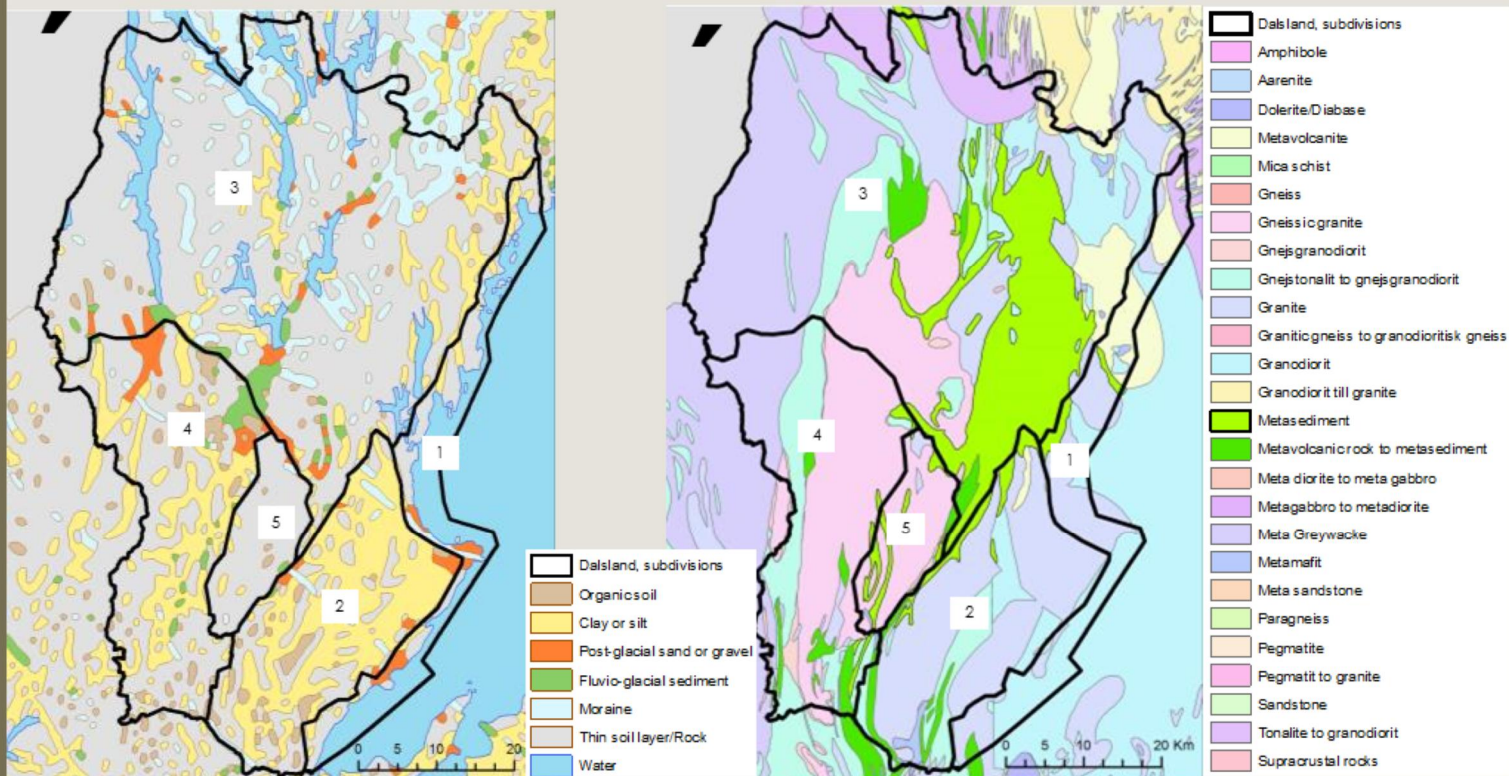 3
4
5
1
2
0 5 10 20
Dalsland, subdivisions
Organic soil
Clay or silt
Post-glacial sand or gravel
Fluvio-glacial sediment
Moraine
Thin soil layer/Rock
Water
3
4
5
1
2
0 5 10 20 Km
Dalsland, subdivisions
Amphibole
Aarenite
Dolerite/Diabase
Metavolcanite
Mica schist
Gneiss
Gneissic granite
Gnejsgranodiorit
Gnejstonalit to gnejsgranodiorit
Granite
Granitic gneiss to granodioritisk gneiss
Granodiorit
Granodiorit till granite
Metasediment
Metavolcanic rock to metasediment
Meta diorite to meta gabbro
Metagabbro to metadiorite
Meta Greywacke
Metamafit
Meta sandstone
Paragneiss
Pegmatite
Pegmatit to granite
Sandstone
Tonalite to granodiorit
Supracrustal rocks